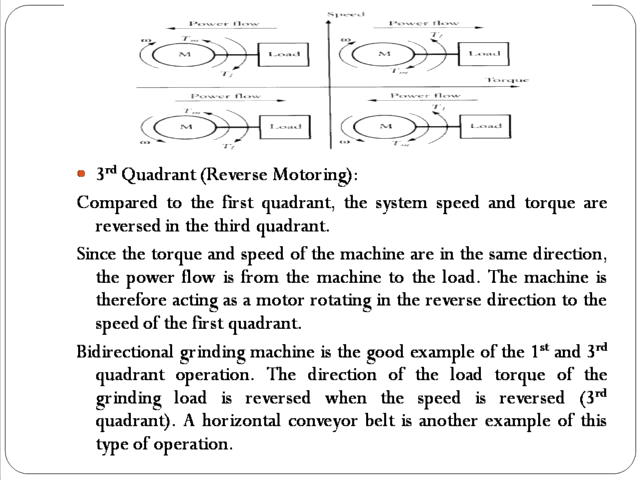 Speed
Power flow
Power flow
ω Tm M Load Tl
ω Tl M Load Tm
Torque
Power flow
Power flow
Tm M Load ω Tl
Tl M Load ω Tm
3rd Quadrant (Reverse Motoring):
Compared to the first quadrant, the system speed and torque are
reversed in the third quadrant.
Since the torque and speed of the machine are in the same direction,
the power flow is from the machine to the load. The machine is
therefore acting as a motor rotating in the reverse direction to the
speed of the first quadrant.
Bidirectional grinding machine is the good example of the 1st and 3rd
quadrant operation. The direction of the load torque of the
grinding load is reversed when the speed is reversed (3rd
quadrant). A horizontal conveyor belt is another example of this
type of operation.